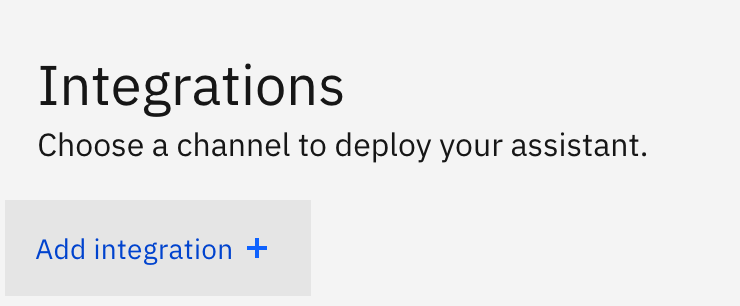 Integrations
Choose a channel to deploy your assistant.
Add integration +